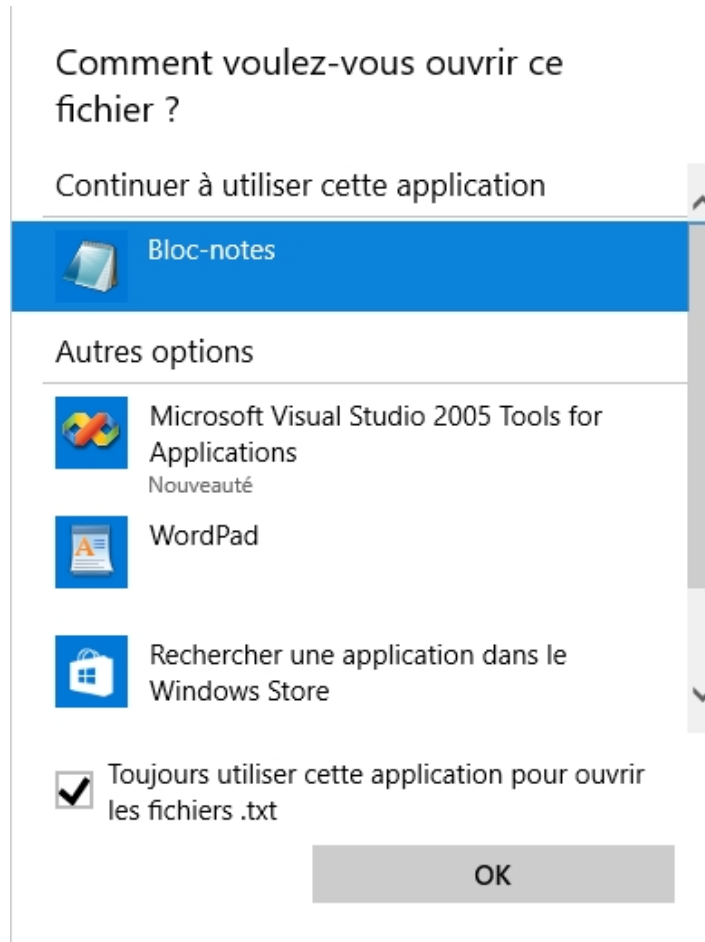 Comment voulez-vous ouvrir ce
fichier ?
Continuer à utiliser cette application
Bloc-notes
Autres options
Microsoft Visual Studio 2005 Tools for
Applications
Nouveauté
WordPad
Rechercher une application dans le
Windows Store
Toujours utiliser cette application pour ouvrir
les fichiers .txt
OK